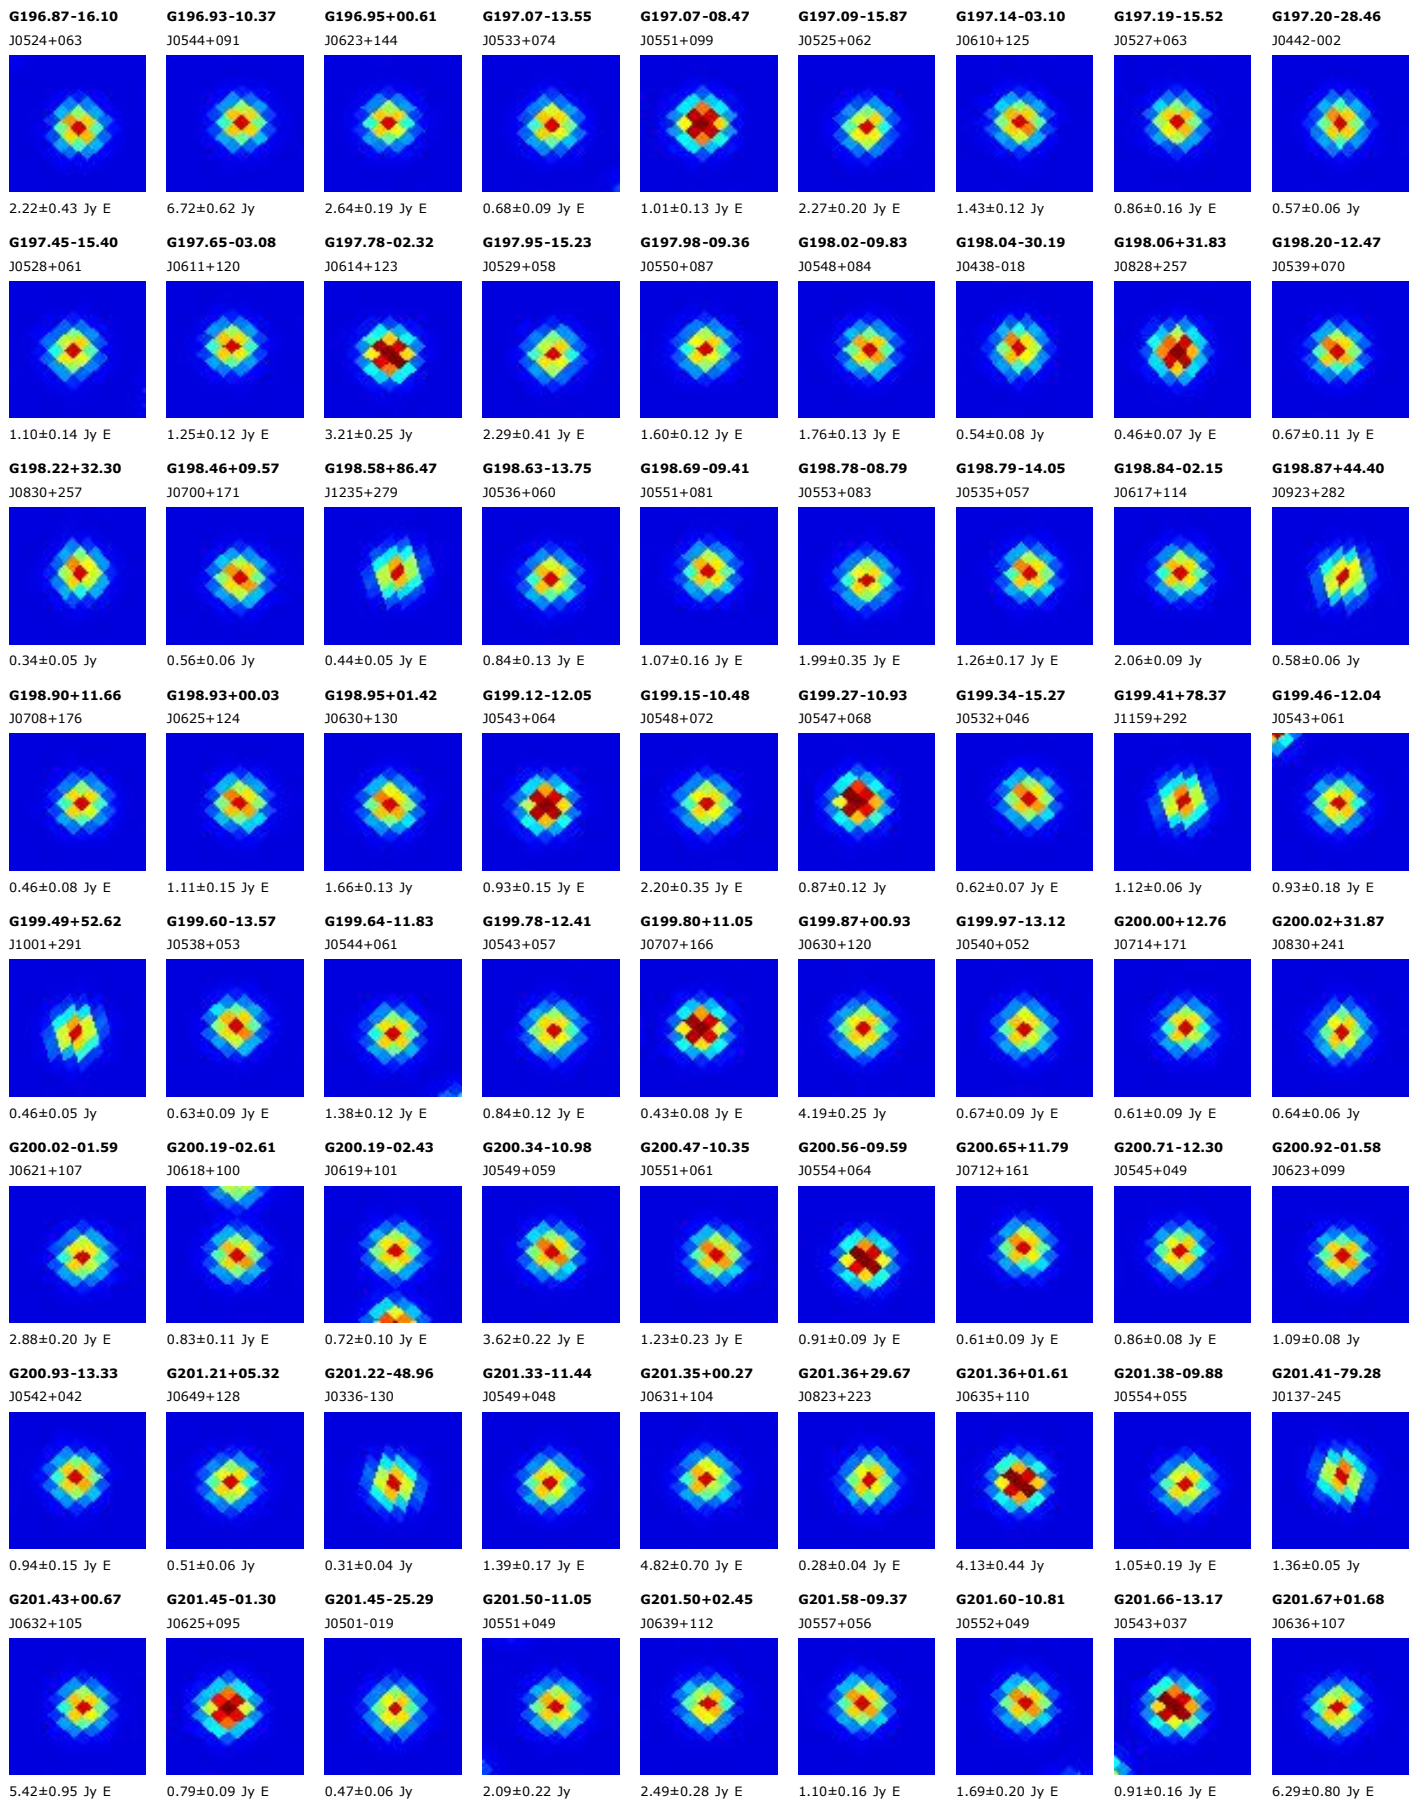 G196.87-16.10 G196.93-10.37 G196.95+00.61 G197.07-13.55 G197.07-08.47 G197.09-15.87 G197.14-03.10 G197.19-15.52 G197.20-28.46
J0524+063 J0544+091 J0623+144 J0533+074 J0551+099 J0525+062 J0610+125 J0527+063 J0442-002
2.22±0.43 Jy E 6.72±0.62 Jy 2.64±0.19 Jy E 0.68±0.09 Jy E 1.01±0.13 Jy E 2.27±0.20 Jy E 1.43±0.12 Jy 0.86±0.16 Jy E 0.57±0.06 Jy
G197.45-15.40 G197.65-03.08 G197.78-02.32 G197.95-15.23 G197.98-09.36 G198.02-09.83 G198.04-30.19 G198.06+31.83 G198.20-12.47
J0528+061 J0611+120 J0614+123 J0529+058 J0550+087 J0548+084 J0438-018 J0828+257 J0539+070
1.10±0.14 Jy E 1.25±0.12 Jy E 3.21±0.25 Jy 2.29±0.41 Jy E 1.60±0.12 Jy E 1.76±0.13 Jy E 0.54±0.08 Jy 0.46±0.07 Jy E 0.67±0.11 Jy E
G198.22+32.30 G198.46+09.57 G198.58+86.47 G198.63-13.75 G198.69-09.41 G198.78-08.79 G198.79-14.05 G198.84-02.15 G198.87+44.40
J0830+257 J0700+171 J1235+279 J0536+060 J0551+081 J0553+083 J0535+057 J0617+114 J0923+282
0.34±0.05 Jy 0.56±0.06 Jy 0.44±0.05 Jy E 0.84±0.13 Jy E 1.07±0.16 Jy E 1.99±0.35 Jy E 1.26±0.17 Jy E 2.06±0.09 Jy 0.58±0.06 Jy
G198.90+11.66 G198.93+00.03 G198.95+01.42 G199.12-12.05 G199.15-10.48 G199.27-10.93 G199.34-15.27 G199.41+78.37 G199.46-12.04
J0708+176 J0625+124 J0630+130 J0543+064 J0548+072 J0547+068 J0532+046 J1159+292 J0543+061
0.46±0.08 Jy E 1.11±0.15 Jy E 1.66±0.13 Jy 0.93±0.15 Jy E 2.20±0.35 Jy E 0.87±0.12 Jy 0.62±0.07 Jy E 1.12±0.06 Jy 0.93±0.18 Jy E
G199.49+52.62 G199.60-13.57 G199.64-11.83 G199.78-12.41 G199.80+11.05 G199.87+00.93 G199.97-13.12 G200.00+12.76 G200.02+31.87
J1001+291 J0538+053 J0544+061 J0543+057 J0707+166 J0630+120 J0540+052 J0714+171 J0830+241
0.46±0.05 Jy 0.63±0.09 Jy E 1.38±0.12 Jy E 0.84±0.12 Jy E 0.43±0.08 Jy E 4.19±0.25 Jy 0.67±0.09 Jy E 0.61±0.09 Jy E 0.64±0.06 Jy
G200.02-01.59 G200.19-02.61 G200.19-02.43 G200.34-10.98 G200.47-10.35 G200.56-09.59 G200.65+11.79 G200.71-12.30 G200.92-01.58
J0621+107 J0618+100 J0619+101 J0549+059 J0551+061 J0554+064 J0712+161 J0545+049 J0623+099
2.88±0.20 Jy E 0.83±0.11 Jy E 0.72±0.10 Jy E 3.62±0.22 Jy E 1.23±0.23 Jy E 0.91±0.09 Jy E 0.61±0.09 Jy E 0.86±0.08 Jy E 1.09±0.08 Jy
G200.93-13.33 G201.21+05.32 G201.22-48.96 G201.33-11.44 G201.35+00.27 G201.36+29.67 G201.36+01.61 G201.38-09.88 G201.41-79.28
J0542+042 J0649+128 J0336-130 J0549+048 J0631+104 J0823+223 J0635+110 J0554+055 J0137-245
0.94±0.15 Jy E 0.51±0.06 Jy 0.31±0.04 Jy 1.39±0.17 Jy E 4.82±0.70 Jy E 0.28±0.04 Jy E 4.13±0.44 Jy 1.05±0.19 Jy E 1.36±0.05 Jy
G201.43+00.67 G201.45-01.30 G201.45-25.29 G201.50-11.05 G201.50+02.45 G201.58-09.37 G201.60-10.81 G201.66-13.17 G201.67+01.68
J0632+105 J0625+095 J0501-019 J0551+049 J0639+112 J0557+056 J0552+049 J0543+037 J0636+107
5.42±0.95 Jy E 0.79±0.09 Jy E 0.47±0.06 Jy 2.09±0.22 Jy 2.49±0.28 Jy E 1.10±0.16 Jy E 1.69±0.20 Jy E 0.91±0.16 Jy E 6.29±0.80 Jy E